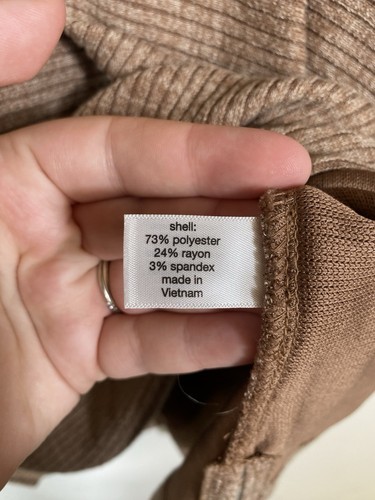 shell:
73% polyester
24% rayon
3% spandex
made in
Vietnam